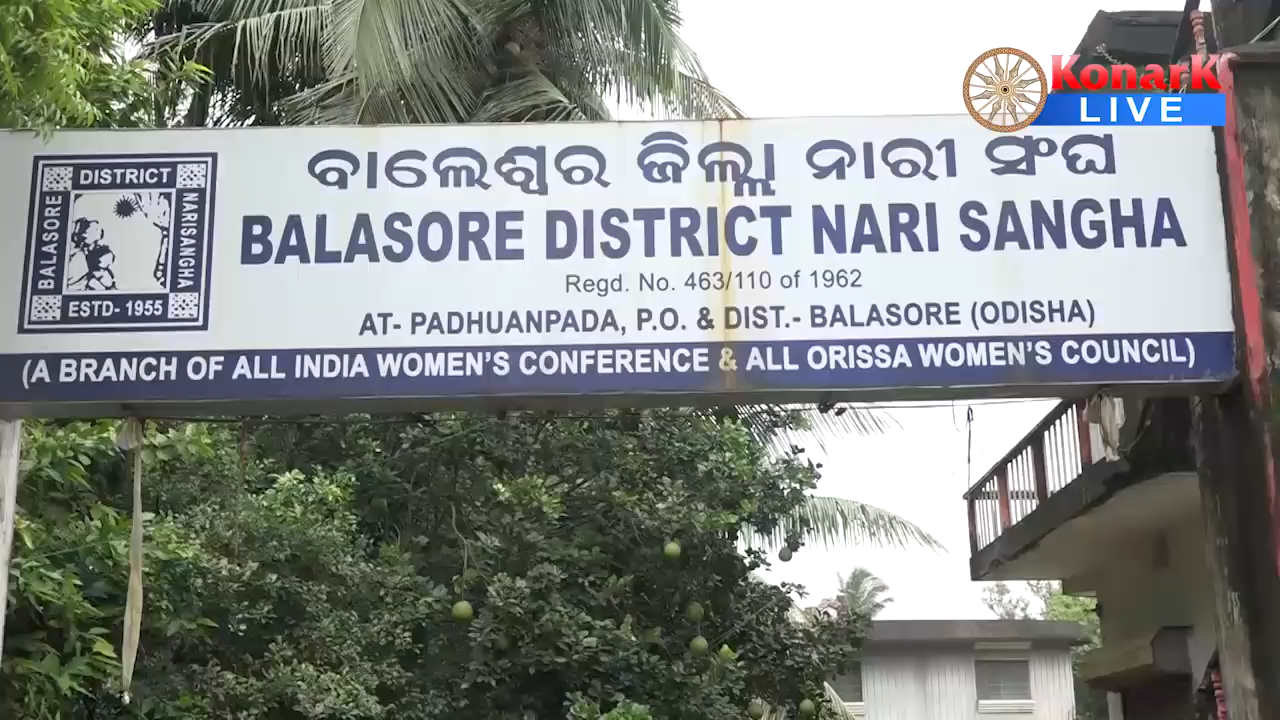 KonarK
LIVE
DISTRICT
BALASORE
NARISANGHA
ESTD- 1955
ବାଲେଶ୍ୱର ଜିଲ୍ଲା ନାରୀ ସଂଘ
BALASORE DISTRICT NARI SANGHA
Regd. No. 463/110 of 1962
AT- PADHUANPADA, P.O. & DIST.- BALASORE (ODISHA)
(A BRANCH OF ALL INDIA WOMEN'S CONFERENCE & ALL ORISSA WOMEN'S COUNCIL)